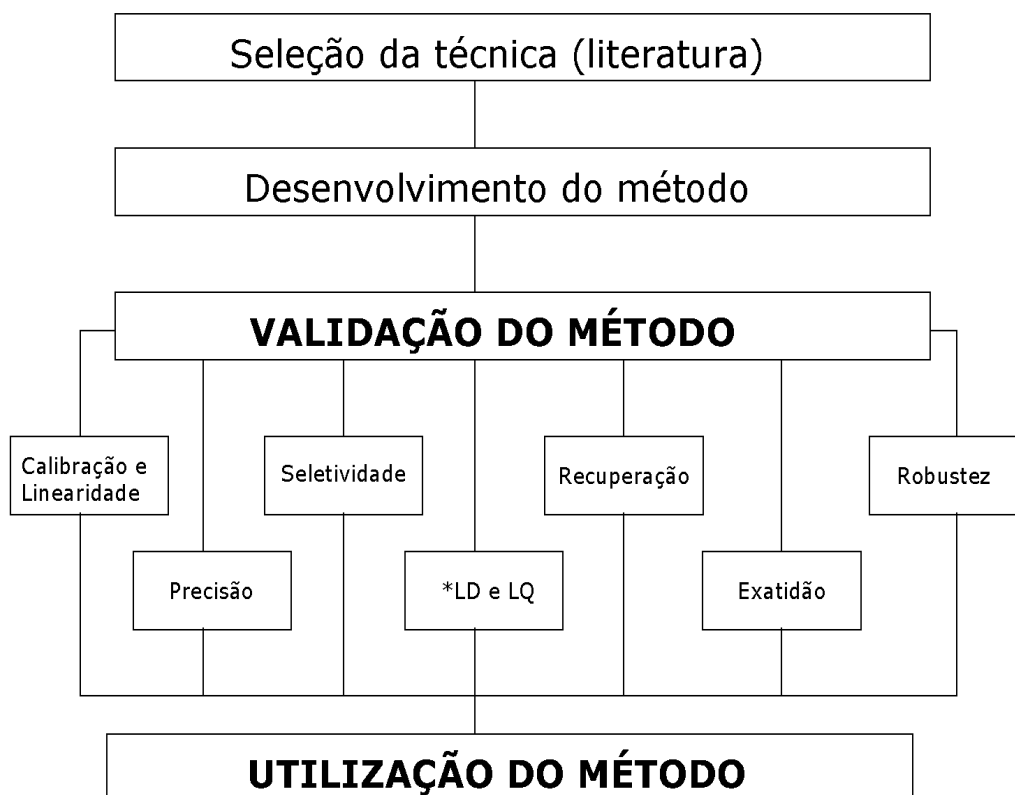 Seleção da técnica (literatura)
Desenvolvimento do método
VALIDAÇÃO DO MÉTODO
Calibração e
Linearidade
Seletividade
Recuperação
Robustez
Precisão
*LD e LQ
Exatidão
UTILIZAÇÃO DO MÉTODO